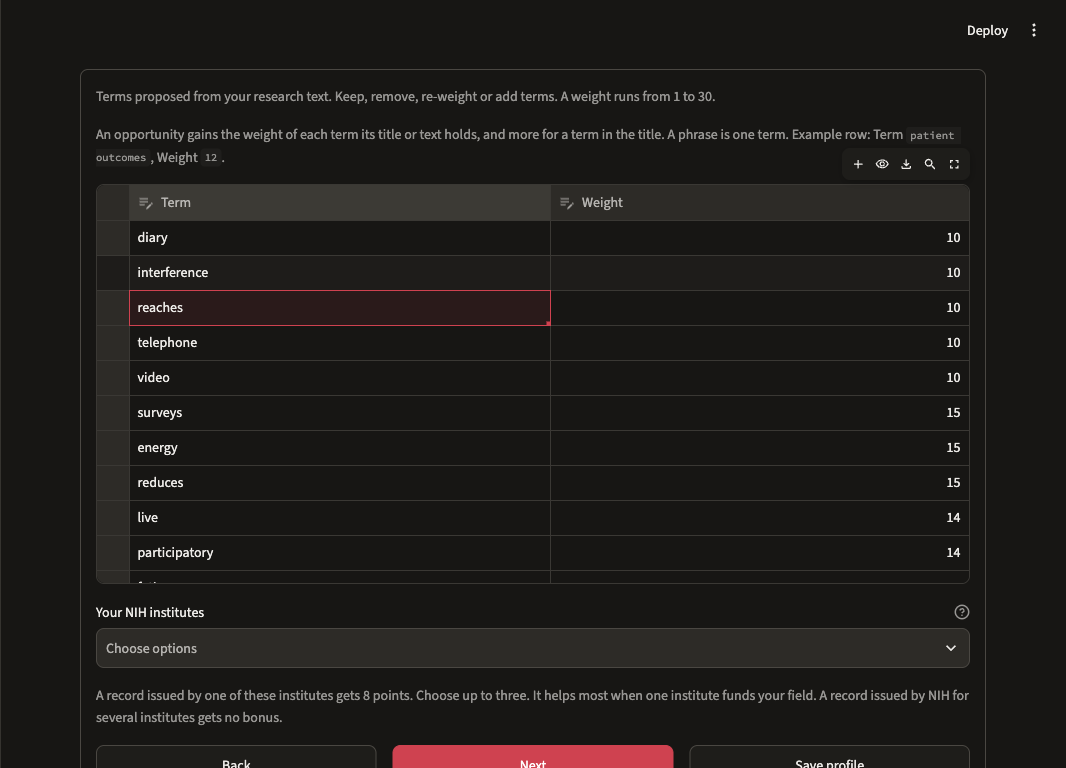 Deploy
Terms proposed from your research text. Keep, remove, re-weight or add terms. A weight runs from 1 to 30.
An opportunity gains the weight of each term its title or text holds, and more for a term in the title. A phrase is one term. Example row: Term patient
outcomes , Weight 12 .
Term Weight
diary 10
interference 10
reaches 10
telephone 10
video 10
surveys 15
energy 15
reduces 15
live 14
participatory 14
Your NIH institutes
Choose options
A record issued by one of these institutes gets 8 points. Choose up to three. It helps most when one institute funds your field. A record issued by NIH for
several institutes gets no bonus.
Back Next Save profile